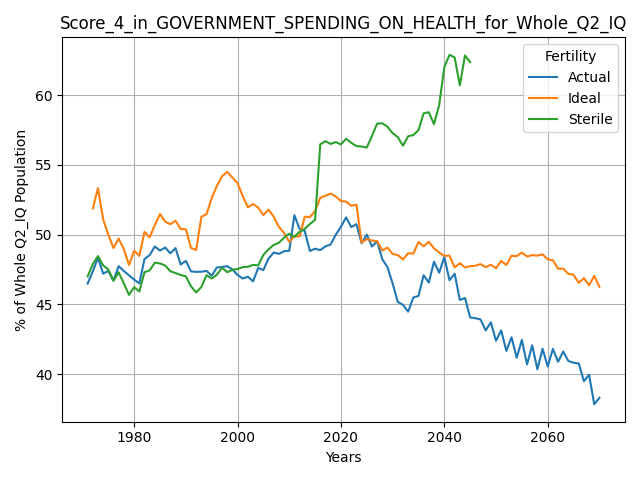 Score_4_in_GOVERNMENT_SPENDING_ON_HEALTH_for_Whole_Q2_IQ
Fertility
Actual
Ideal
Sterile
% of Whole Q2_IQ Population
60
55
50
45
40
1980
2000
2020
2040
2060
Years